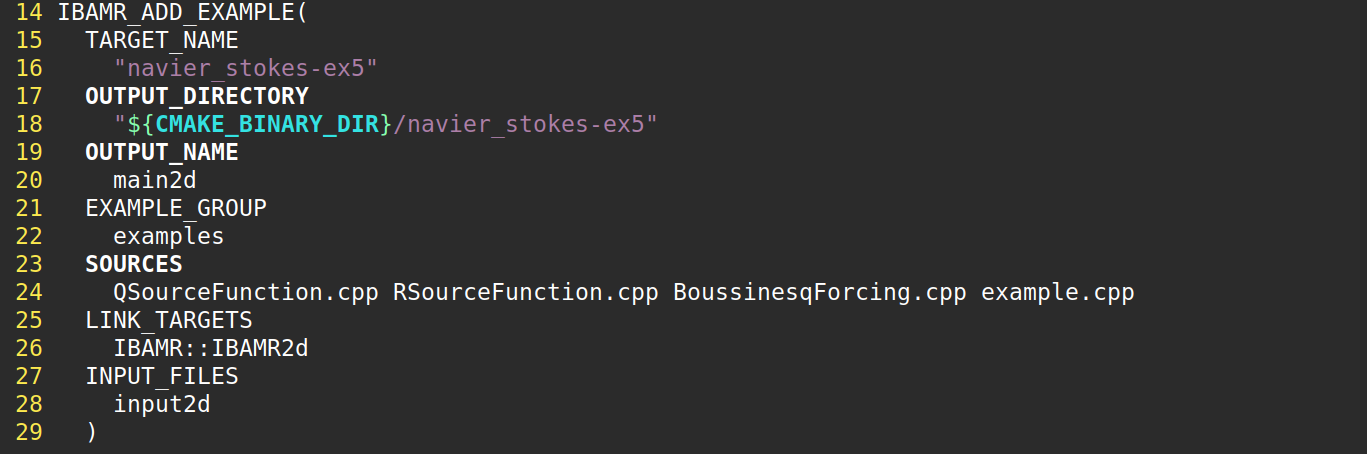 14 IBAMR_ADD_EXAMPLE(
15   TARGET_NAME
16     "navier_stokes-ex5"
17   OUTPUT_DIRECTORY
18     "${CMAKE_BINARY_DIR}/navier_stokes-ex5"
19   OUTPUT_NAME
20     main2d
21   EXAMPLE_GROUP
22     examples
23   SOURCES
24     QSourceFunction.cpp RSourceFunction.cpp BoussinesqForcing.cpp example.cpp
25   LINK_TARGETS
26     IBAMR::IBAMR2d
27   INPUT_FILES
28     input2d
29   )